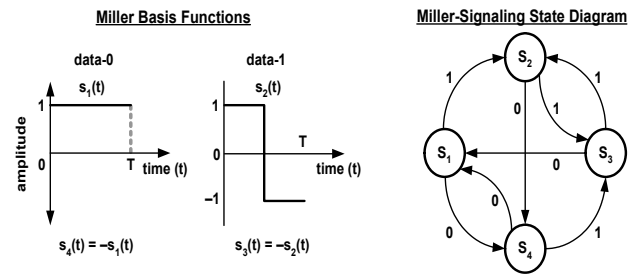 Miller Basis Functions
data-0
s1(t)
amplitude
1
0
T
time (t)
s4(t) = –s1(t)
data-1
s2(t)
1
0
–1
T
time (t)
s3(t) = –s2(t)
Miller-Signaling State Diagram
S2
1
0
1
1
S1
S3
0
0
0
1
S4